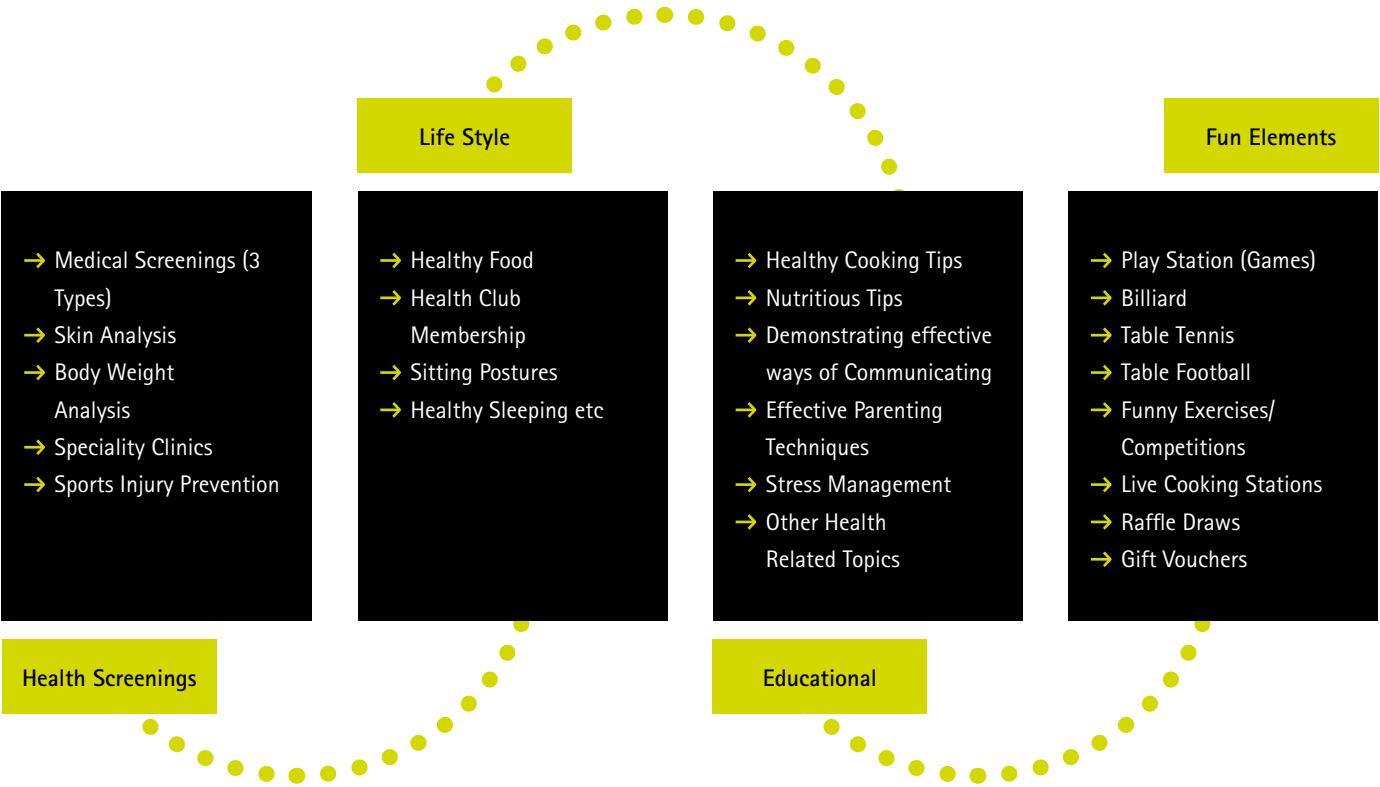 Life Style
Fun Elements
→ Medical Screenings (3
Types)
→ Skin Analysis
→ Body Weight
Analysis
→ Speciality Clinics
→ Sports Injury Prevention
→ Healthy Food
→ Health Club
Membership
→ Sitting Postures
→ Healthy Sleeping etc
→ Healthy Cooking Tips
→ Nutritious Tips
→ Demonstrating effective
ways of Communicating
→ Effective Parenting
Techniques
→ Stress Management
→ Other Health
Related Topics
→ Play Station (Games)
→ Billiard
→ Table Tennis
→ Table Football
→ Funny Exercises/
Competitions
→ Live Cooking Stations
→ Raffle Draws
→ Gift Vouchers
Health Screenings
Educational